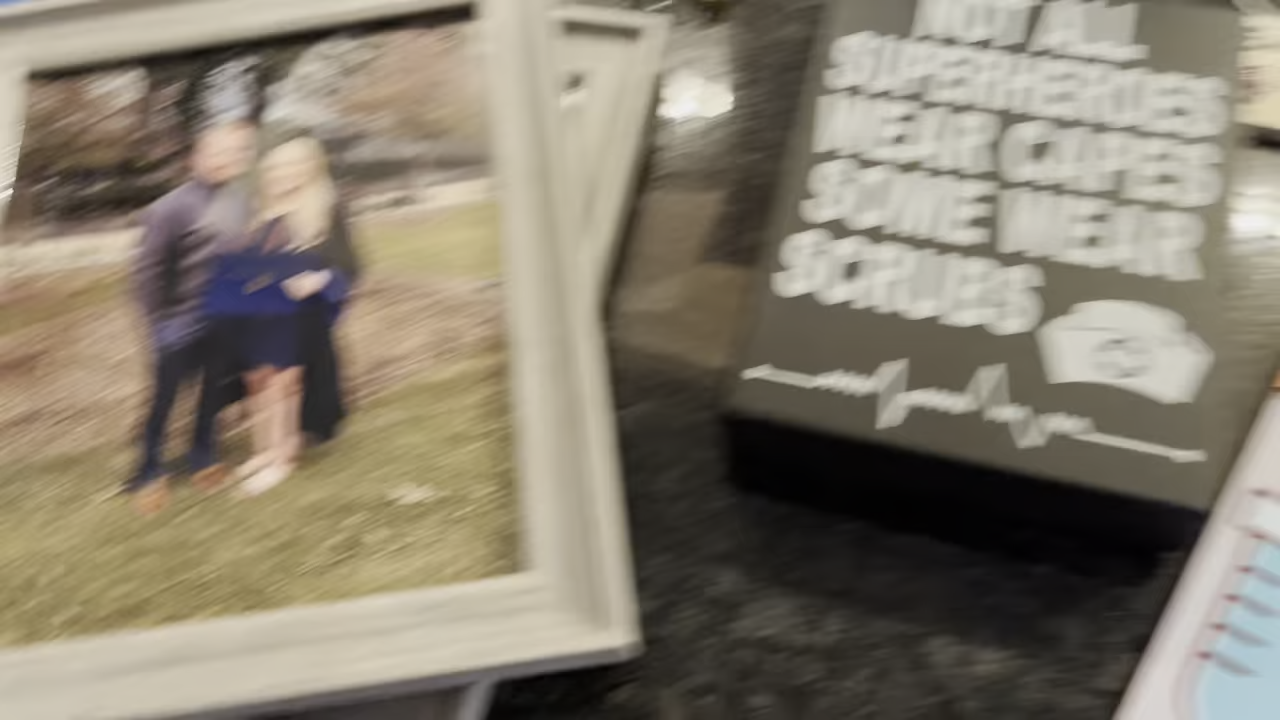 NOT ALL
SUPERHEROES
WEAR CAPES
SOME WEAR
SCRUBS